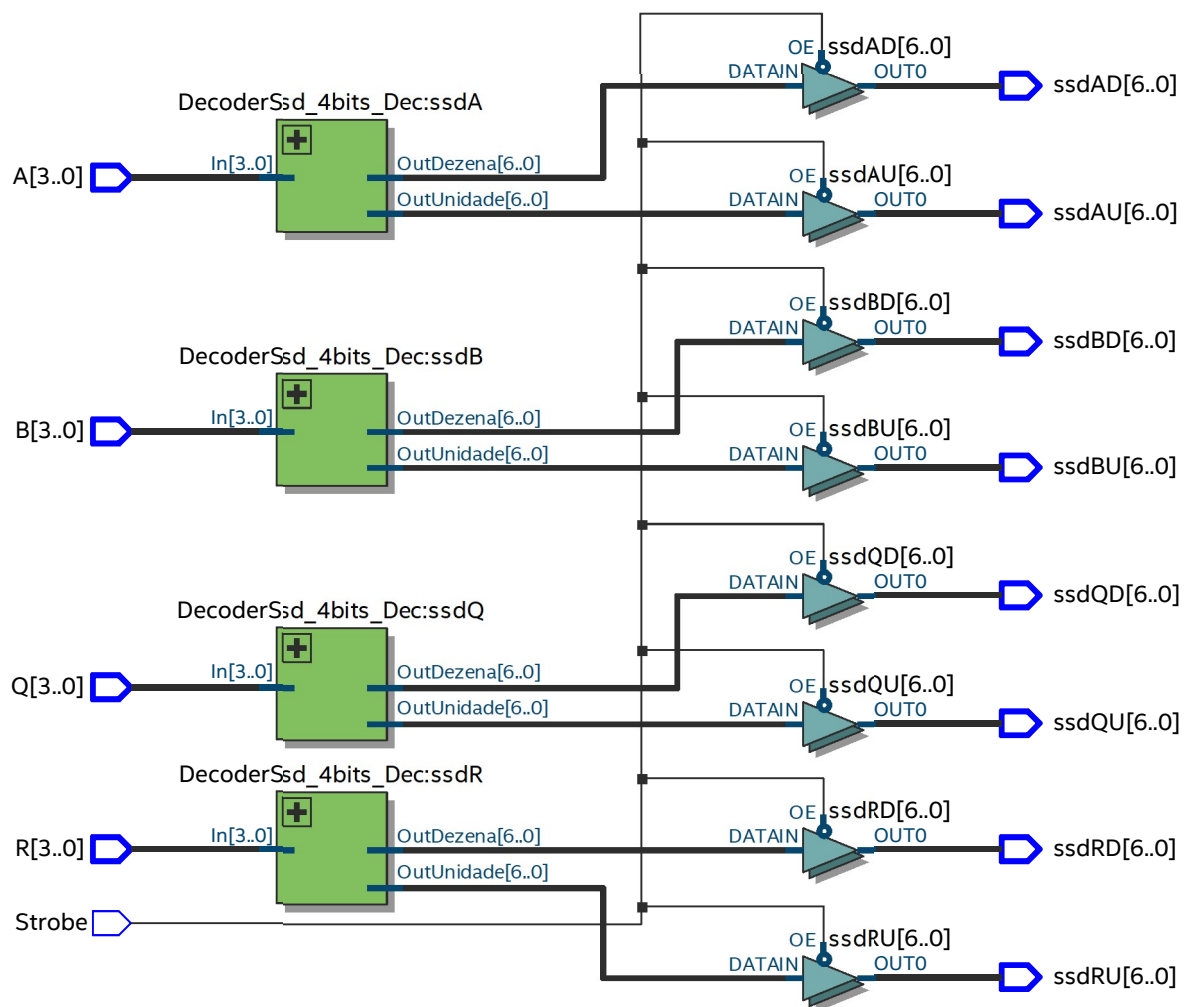 OE ssdAD[6..0]
DATAIN OUT0 ssdAD[6..0]
DecoderSsd_4bits_Dec:ssdA
A[3..0] In[3..0] OutDezena[6..0]
OE ssdAU[6..0]
OutUnidade[6..0] DATAIN OUT0 ssdAU[6..0]
OE ssdBD[6..0]
DATAIN OUT0 ssdBD[6..0]
DecoderSsd_4bits_Dec:ssdB
B[3..0] In[3..0] OutDezena[6..0]
OE ssdBU[6..0]
OutUnidade[6..0] DATAIN OUT0 ssdBU[6..0]
OE ssdQD[6..0]
DATAIN OUT0 ssdQD[6..0]
DecoderSsd_4bits_Dec:ssdQ
Q[3..0] In[3..0] OutDezena[6..0]
OE ssdQU[6..0]
OutUnidade[6..0] DATAIN OUT0 ssdQU[6..0]
DecoderSsd_4bits_Dec:ssdR
OE ssdRD[6..0]
R[3..0] In[3..0] OutDezena[6..0] DATAIN OUT0 ssdRD[6..0]
OutUnidade[6..0]
Strobe
OE ssdRU[6..0]
DATAIN OUT0 ssdRU[6..0]